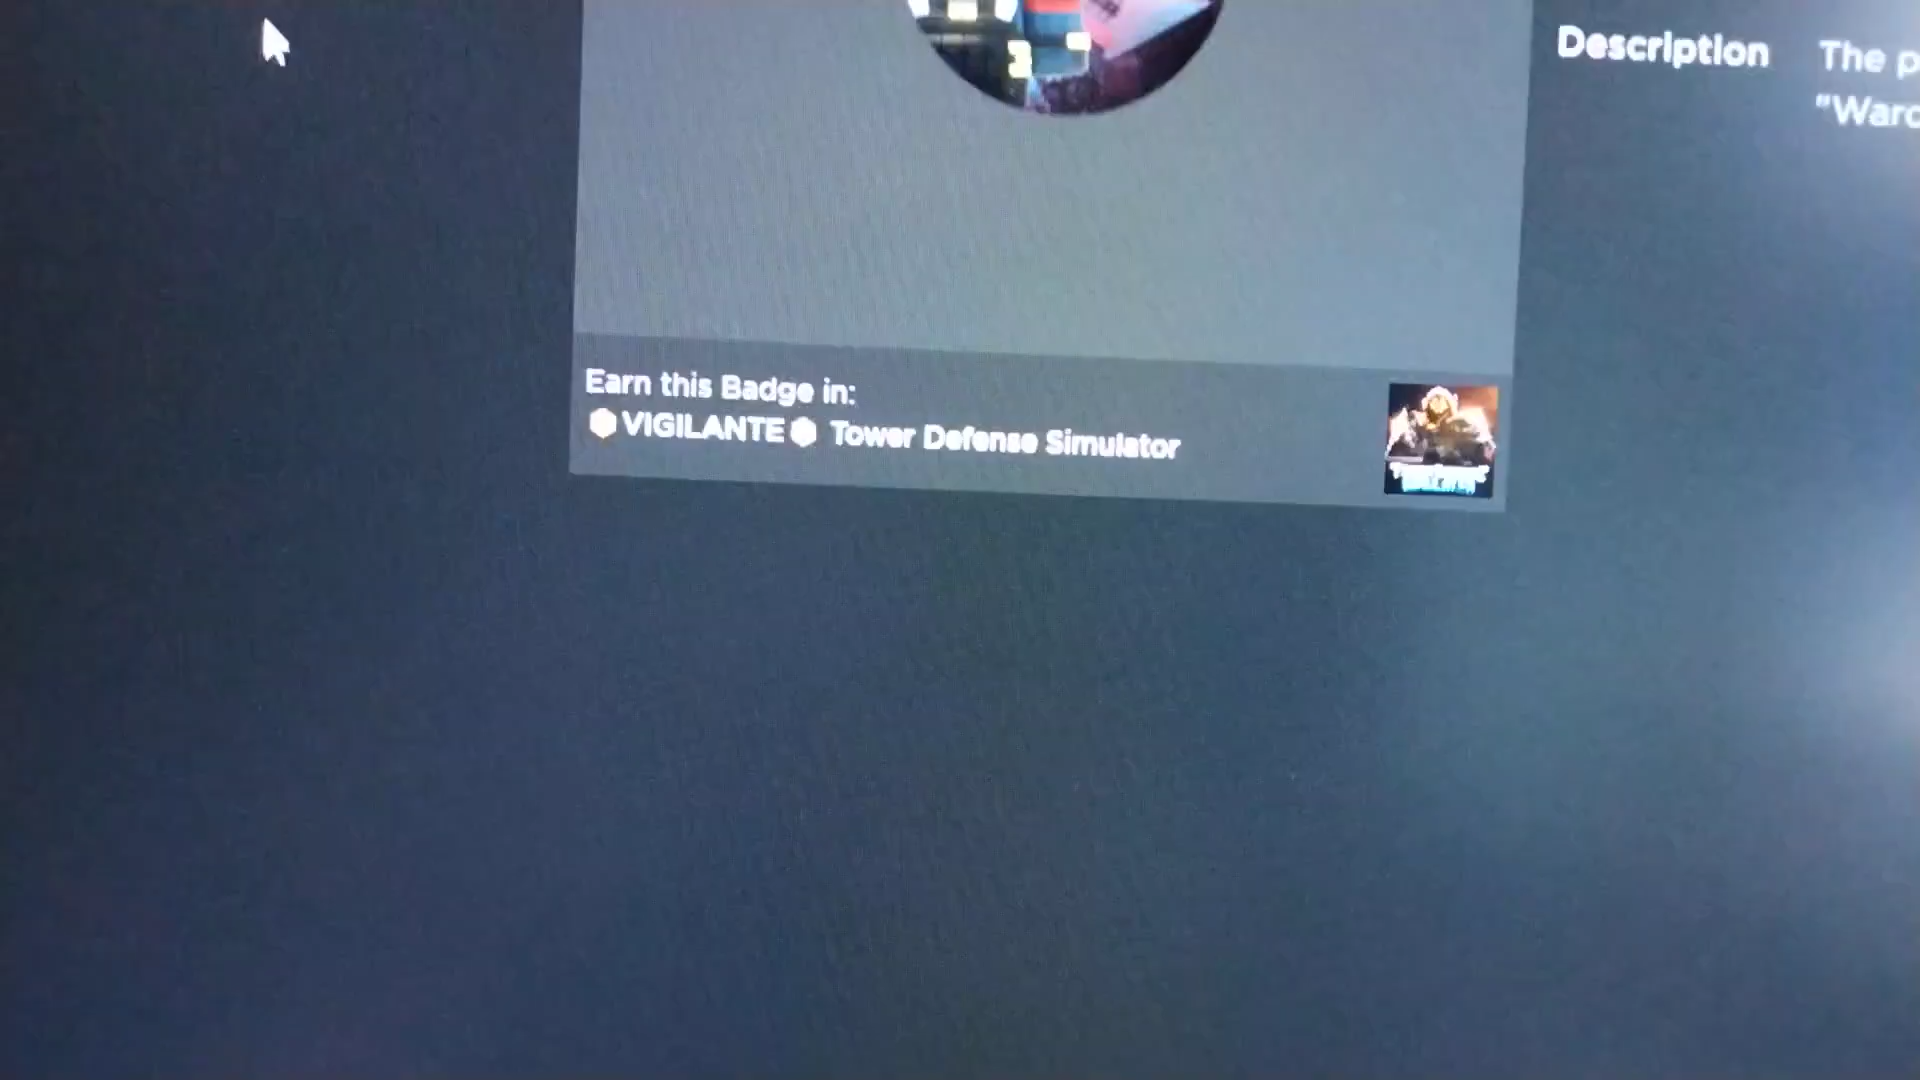 Description The p
"Ward
Earn this Badge in:
VIGILANTE Tower Defense Simulator